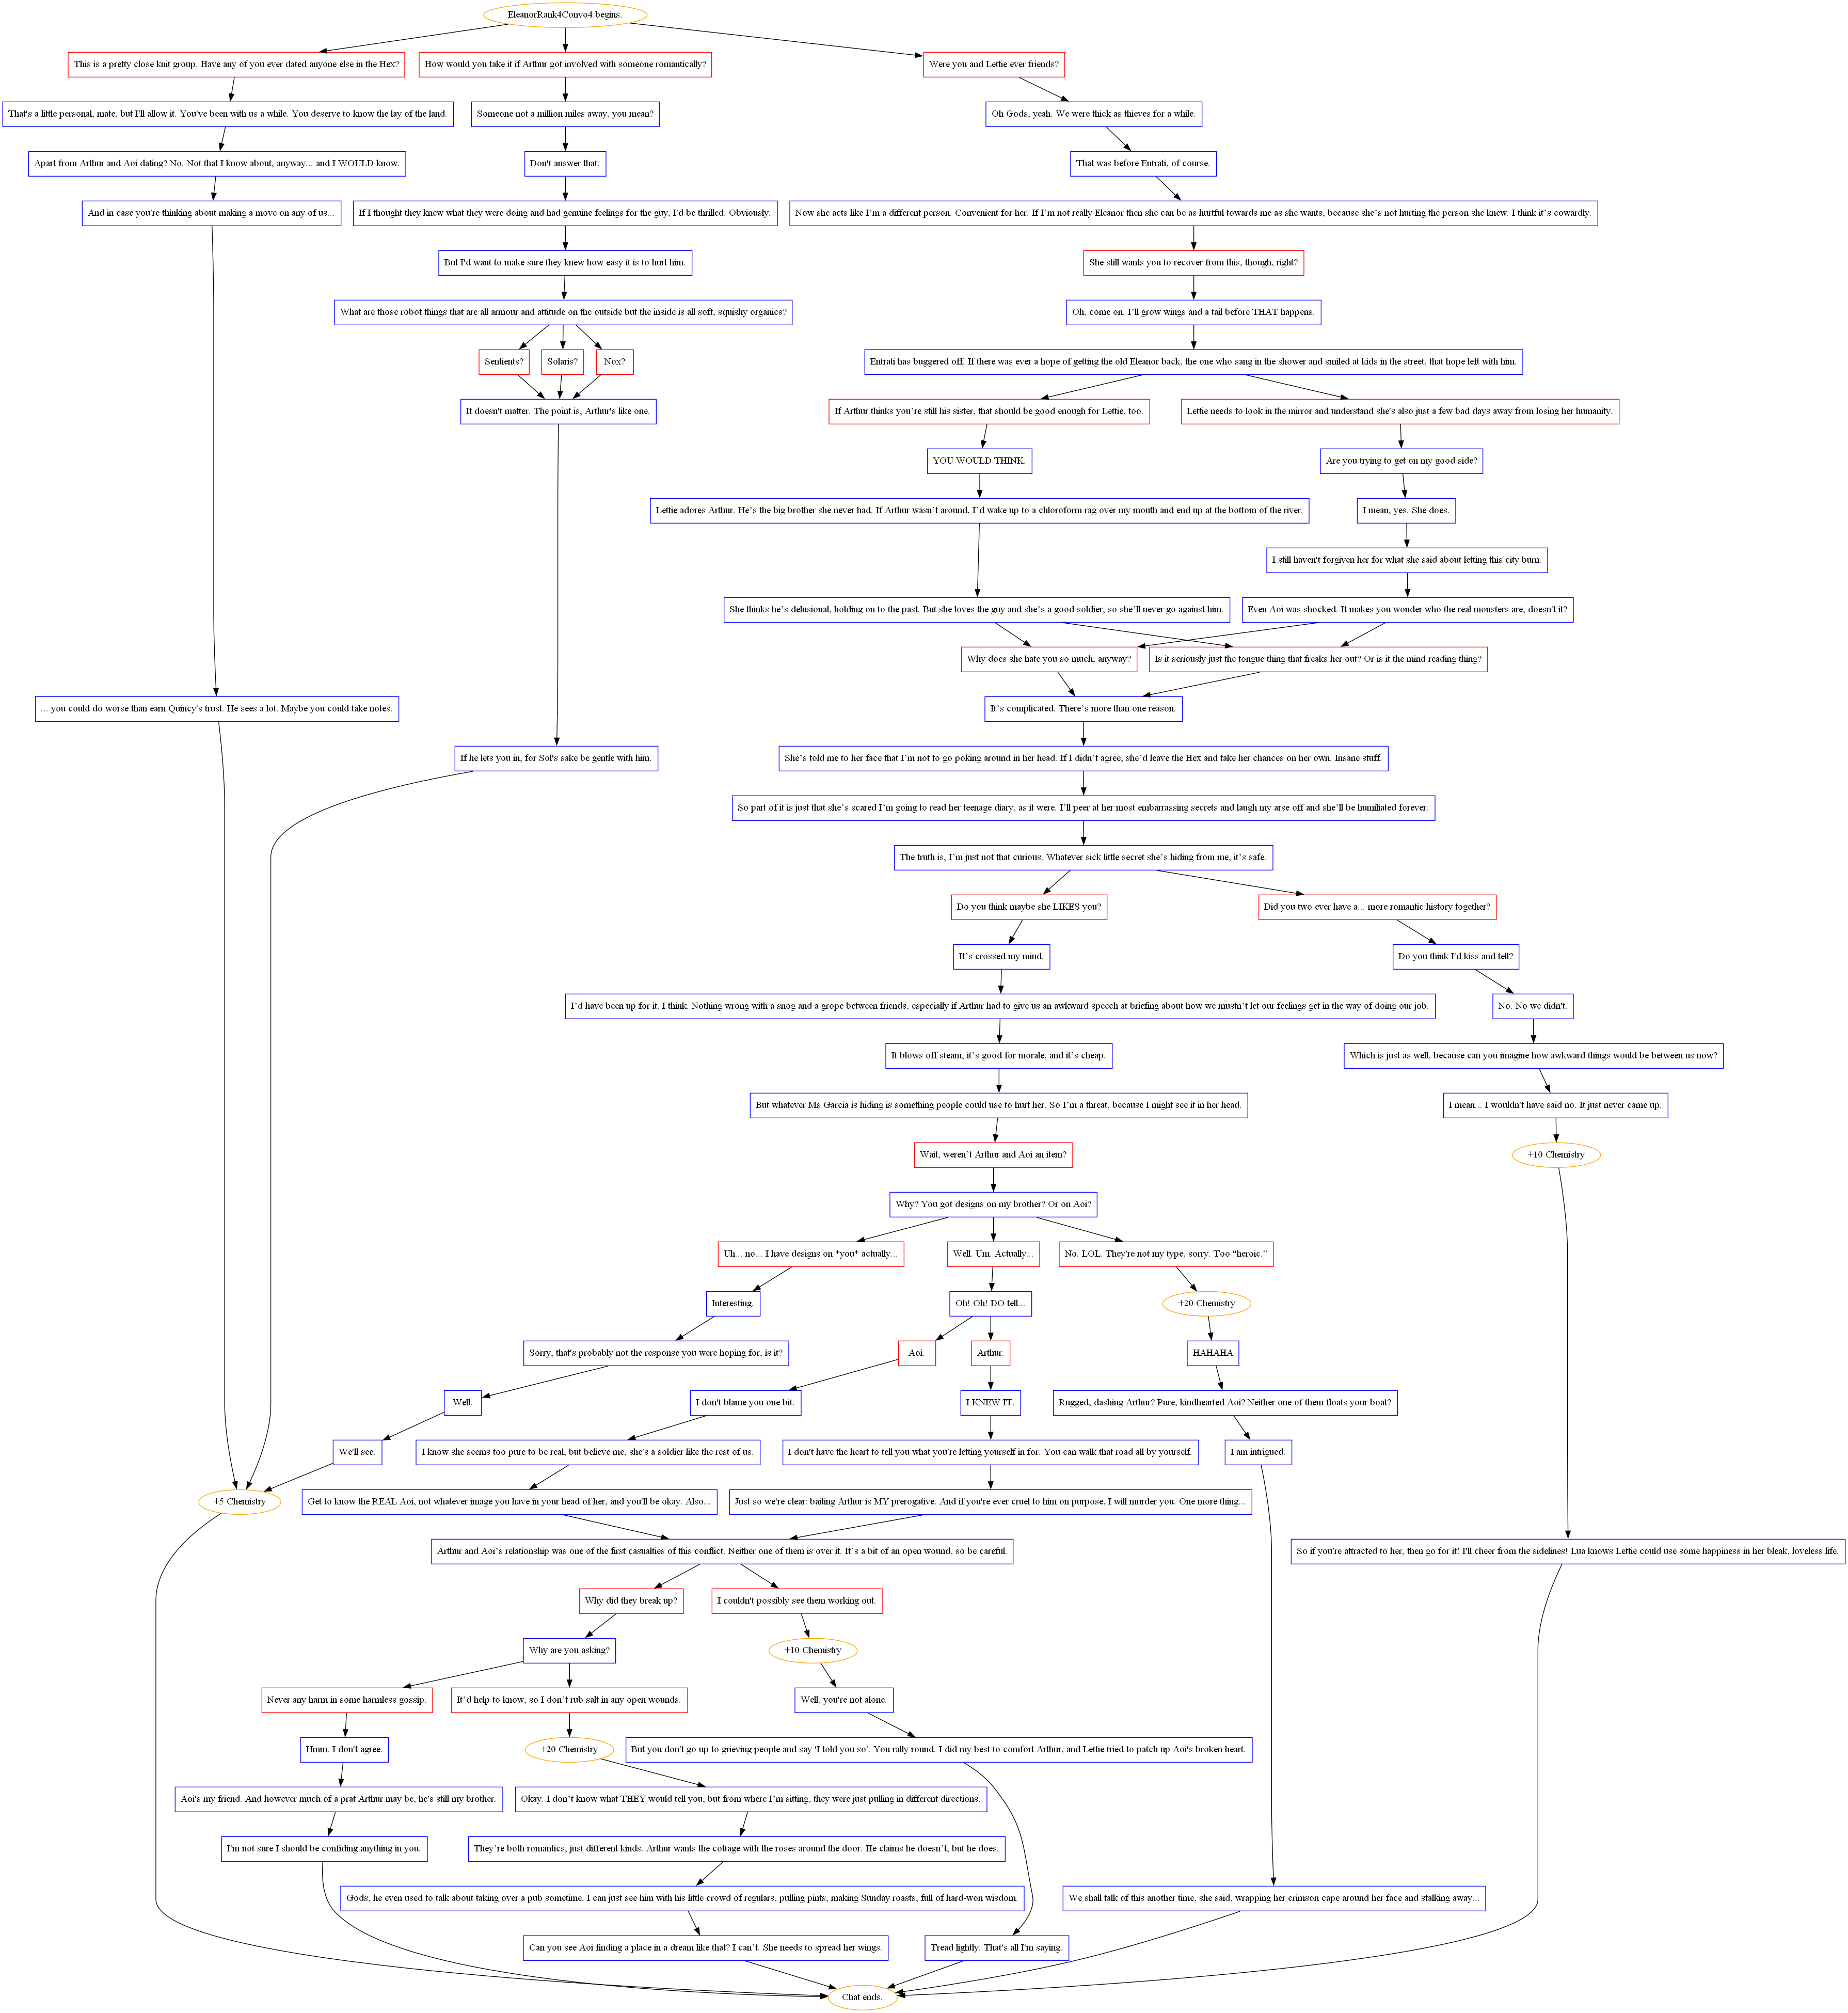 EleanorRank4Convo4 begins.
This is a pretty close knit group. Have any of you ever dated anyone else in the Hex?
How would you take it if Arthur got involved with someone romantically?
Were you and Lettie ever friends?
That's a little personal, mate, but I'll allow it. You've been with us a while. You deserve to know the lay of the land.
Someone not a million miles away, you mean?
Oh Gods, yeah. We were thick as thieves for a while.
Apart from Arthur and Aoi dating? No. Not that I know about, anyway... and I WOULD know.
Don't answer that.
That was before Entrati, of course.
And in case you're thinking about making a move on any of us...
If I thought they knew what they were doing and had genuine feelings for the guy, I'd be thrilled. Obviously.
Now she acts like I’m a different person. Convenient for her. If I’m not really Eleanor then she can be as hurtful towards me as she wants, because she’s not hurting the person she knew. I think it’s cowardly.
But I'd want to make sure they knew how easy it is to hurt him.
She still wants you to recover from this, though, right?
What are those robot things that are all armour and attitude on the outside but the inside is all soft, squishy organics?
Oh, come on. I’ll grow wings and a tail before THAT happens.
Sentients?
Solaris?
Nox?
Entrati has buggered off. If there was ever a hope of getting the old Eleanor back, the one who sang in the shower and smiled at kids in the street, that hope left with him.
It doesn't matter. The point is, Arthur's like one.
If Arthur thinks you’re still his sister, that should be good enough for Lettie, too.
Lettie needs to look in the mirror and understand she's also just a few bad days away from losing her humanity.
YOU WOULD THINK.
Are you trying to get on my good side?
Lettie adores Arthur. He’s the big brother she never had. If Arthur wasn’t around, I’d wake up to a chloroform rag over my mouth and end up at the bottom of the river.
I mean, yes. She does.
I still haven't forgiven her for what she said about letting this city burn.
She thinks he’s delusional, holding on to the past. But she loves the guy and she’s a good soldier, so she’ll never go against him.
Even Aoi was shocked. It makes you wonder who the real monsters are, doesn't it?
Why does she hate you so much, anyway?
Is it seriously just the tongue thing that freaks her out? Or is it the mind reading thing?
... you could do worse than earn Quincy's trust. He sees a lot. Maybe you could take notes.
It’s complicated. There’s more than one reason.
If he lets you in, for Sol's sake be gentle with him.
She’s told me to her face that I’m not to go poking around in her head. If I didn’t agree, she’d leave the Hex and take her chances on her own. Insane stuff.
So part of it is just that she’s scared I’m going to read her teenage diary, as it were. I’ll peer at her most embarrassing secrets and laugh my arse off and she’ll be humiliated forever.
The truth is, I’m just not that curious. Whatever sick little secret she’s hiding from me, it’s safe.
Do you think maybe she LIKES you?
Did you two ever have a... more romantic history together?
It’s crossed my mind.
Do you think I'd kiss and tell?
I’d have been up for it, I think. Nothing wrong with a snog and a grope between friends, especially if Arthur had to give us an awkward speech at briefing about how we mustn’t let our feelings get in the way of doing our job.
No. No we didn't.
It blows off steam, it’s good for morale, and it’s cheap.
Which is just as well, because can you imagine how awkward things would be between us now?
But whatever Ms Garcia is hiding is something people could use to hurt her. So I’m a threat, because I might see it in her head.
I mean... I wouldn't have said no. It just never came up.
Wait, weren’t Arthur and Aoi an item?
+10 Chemistry
Why? You got designs on my brother? Or on Aoi?
Uh... no... I have designs on *you* actually...
Well. Um. Actually...
No. LOL. They're not my type, sorry. Too "heroic."
Interesting.
Oh! Oh! DO tell...
+20 Chemistry
Sorry, that's probably not the response you were hoping for, is it?
Aoi.
Arthur.
HAHAHA
Well.
I don't blame you one bit.
I KNEW IT.
Rugged, dashing Arthur? Pure, kindhearted Aoi? Neither one of them floats your boat?
We'll see.
I know she seems too pure to be real, but believe me, she's a soldier like the rest of us.
I don't have the heart to tell you what you're letting yourself in for. You can walk that road all by yourself.
I am intrigued.
+5 Chemistry
Get to know the REAL Aoi, not whatever image you have in your head of her, and you'll be okay. Also...
Just so we're clear: baiting Arthur is MY prerogative. And if you're ever cruel to him on purpose, I will murder you. One more thing...
Arthur and Aoi’s relationship was one of the first casualties of this conflict. Neither one of them is over it. It’s a bit of an open wound, so be careful.
So if you're attracted to her, then go for it! I'll cheer from the sidelines! Lua knows Lettie could use some happiness in her bleak, loveless life.
Why did they break up?
I couldn't possibly see them working out.
Why are you asking?
+10 Chemistry
Never any harm in some harmless gossip.
It’d help to know, so I don’t rub salt in any open wounds.
Well, you're not alone.
Hmm. I don't agree.
+20 Chemistry
But you don't go up to grieving people and say 'I told you so'. You rally round. I did my best to comfort Arthur, and Lettie tried to patch up Aoi's broken heart.
Aoi's my friend. And however much of a prat Arthur may be, he's still my brother.
Okay. I don’t know what THEY would tell you, but from where I’m sitting, they were just pulling in different directions.
I'm not sure I should be confiding anything in you.
They’re both romantics, just different kinds. Arthur wants the cottage with the roses around the door. He claims he doesn’t, but he does.
Gods, he even used to talk about taking over a pub sometime. I can just see him with his little crowd of regulars, pulling pints, making Sunday roasts, full of hard-won wisdom.
We shall talk of this another time, she said, wrapping her crimson cape around her face and stalking away...
Can you see Aoi finding a place in a dream like that? I can’t. She needs to spread her wings.
Tread lightly. That's all I'm saying.
Chat ends.